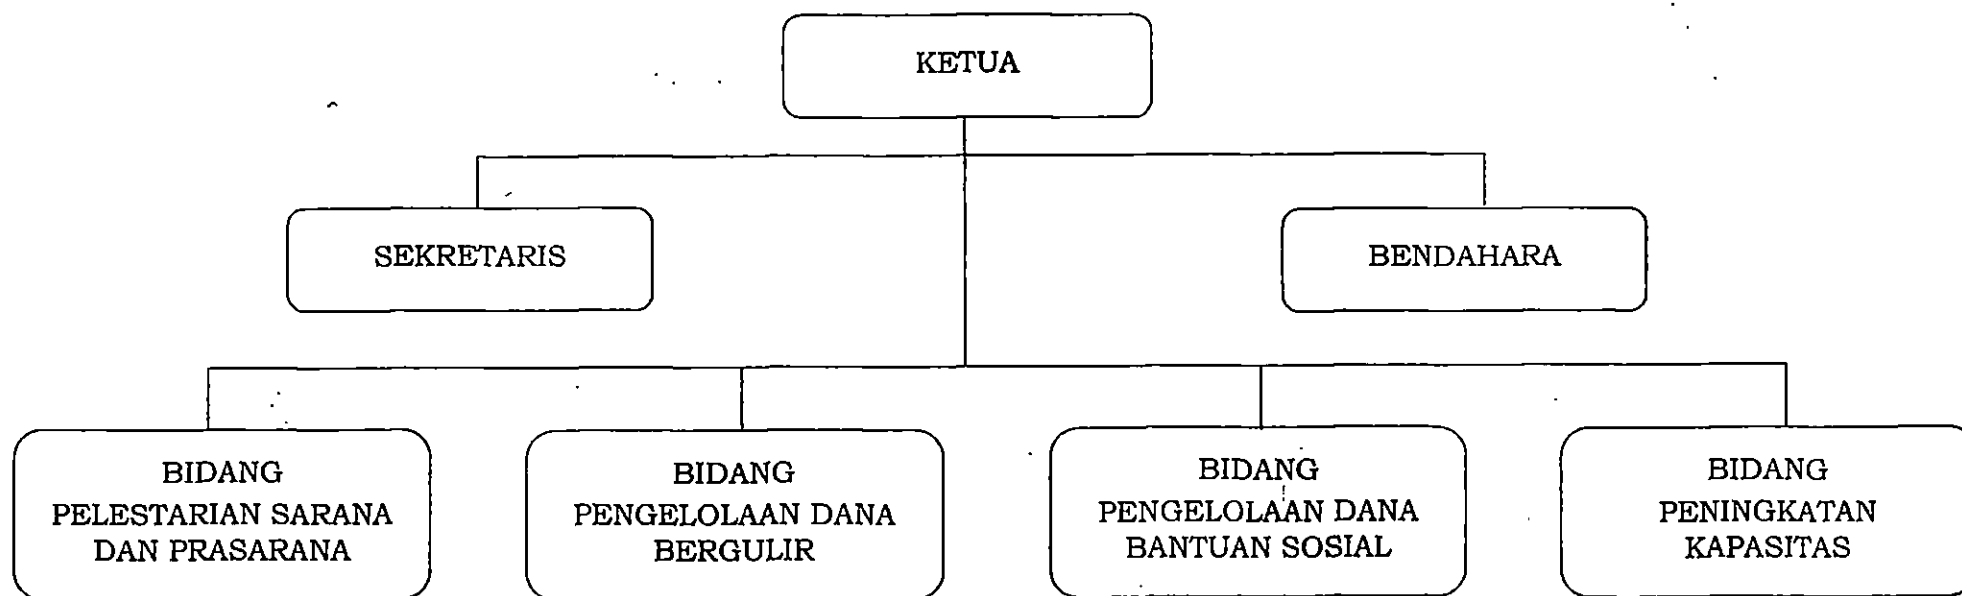 KETUA
SEKRETARIS
BENDAHARA
BIDANG
PELESTARIAN SARANA
DAN PRASARANA
BIDANG
PENGELOLAAN DANA
BERGULIR
BIDANG
PENGELOLAAN DANA
BANTUAN SOSIAL
BIDANG
PENINGKATAN
KAPASITAS